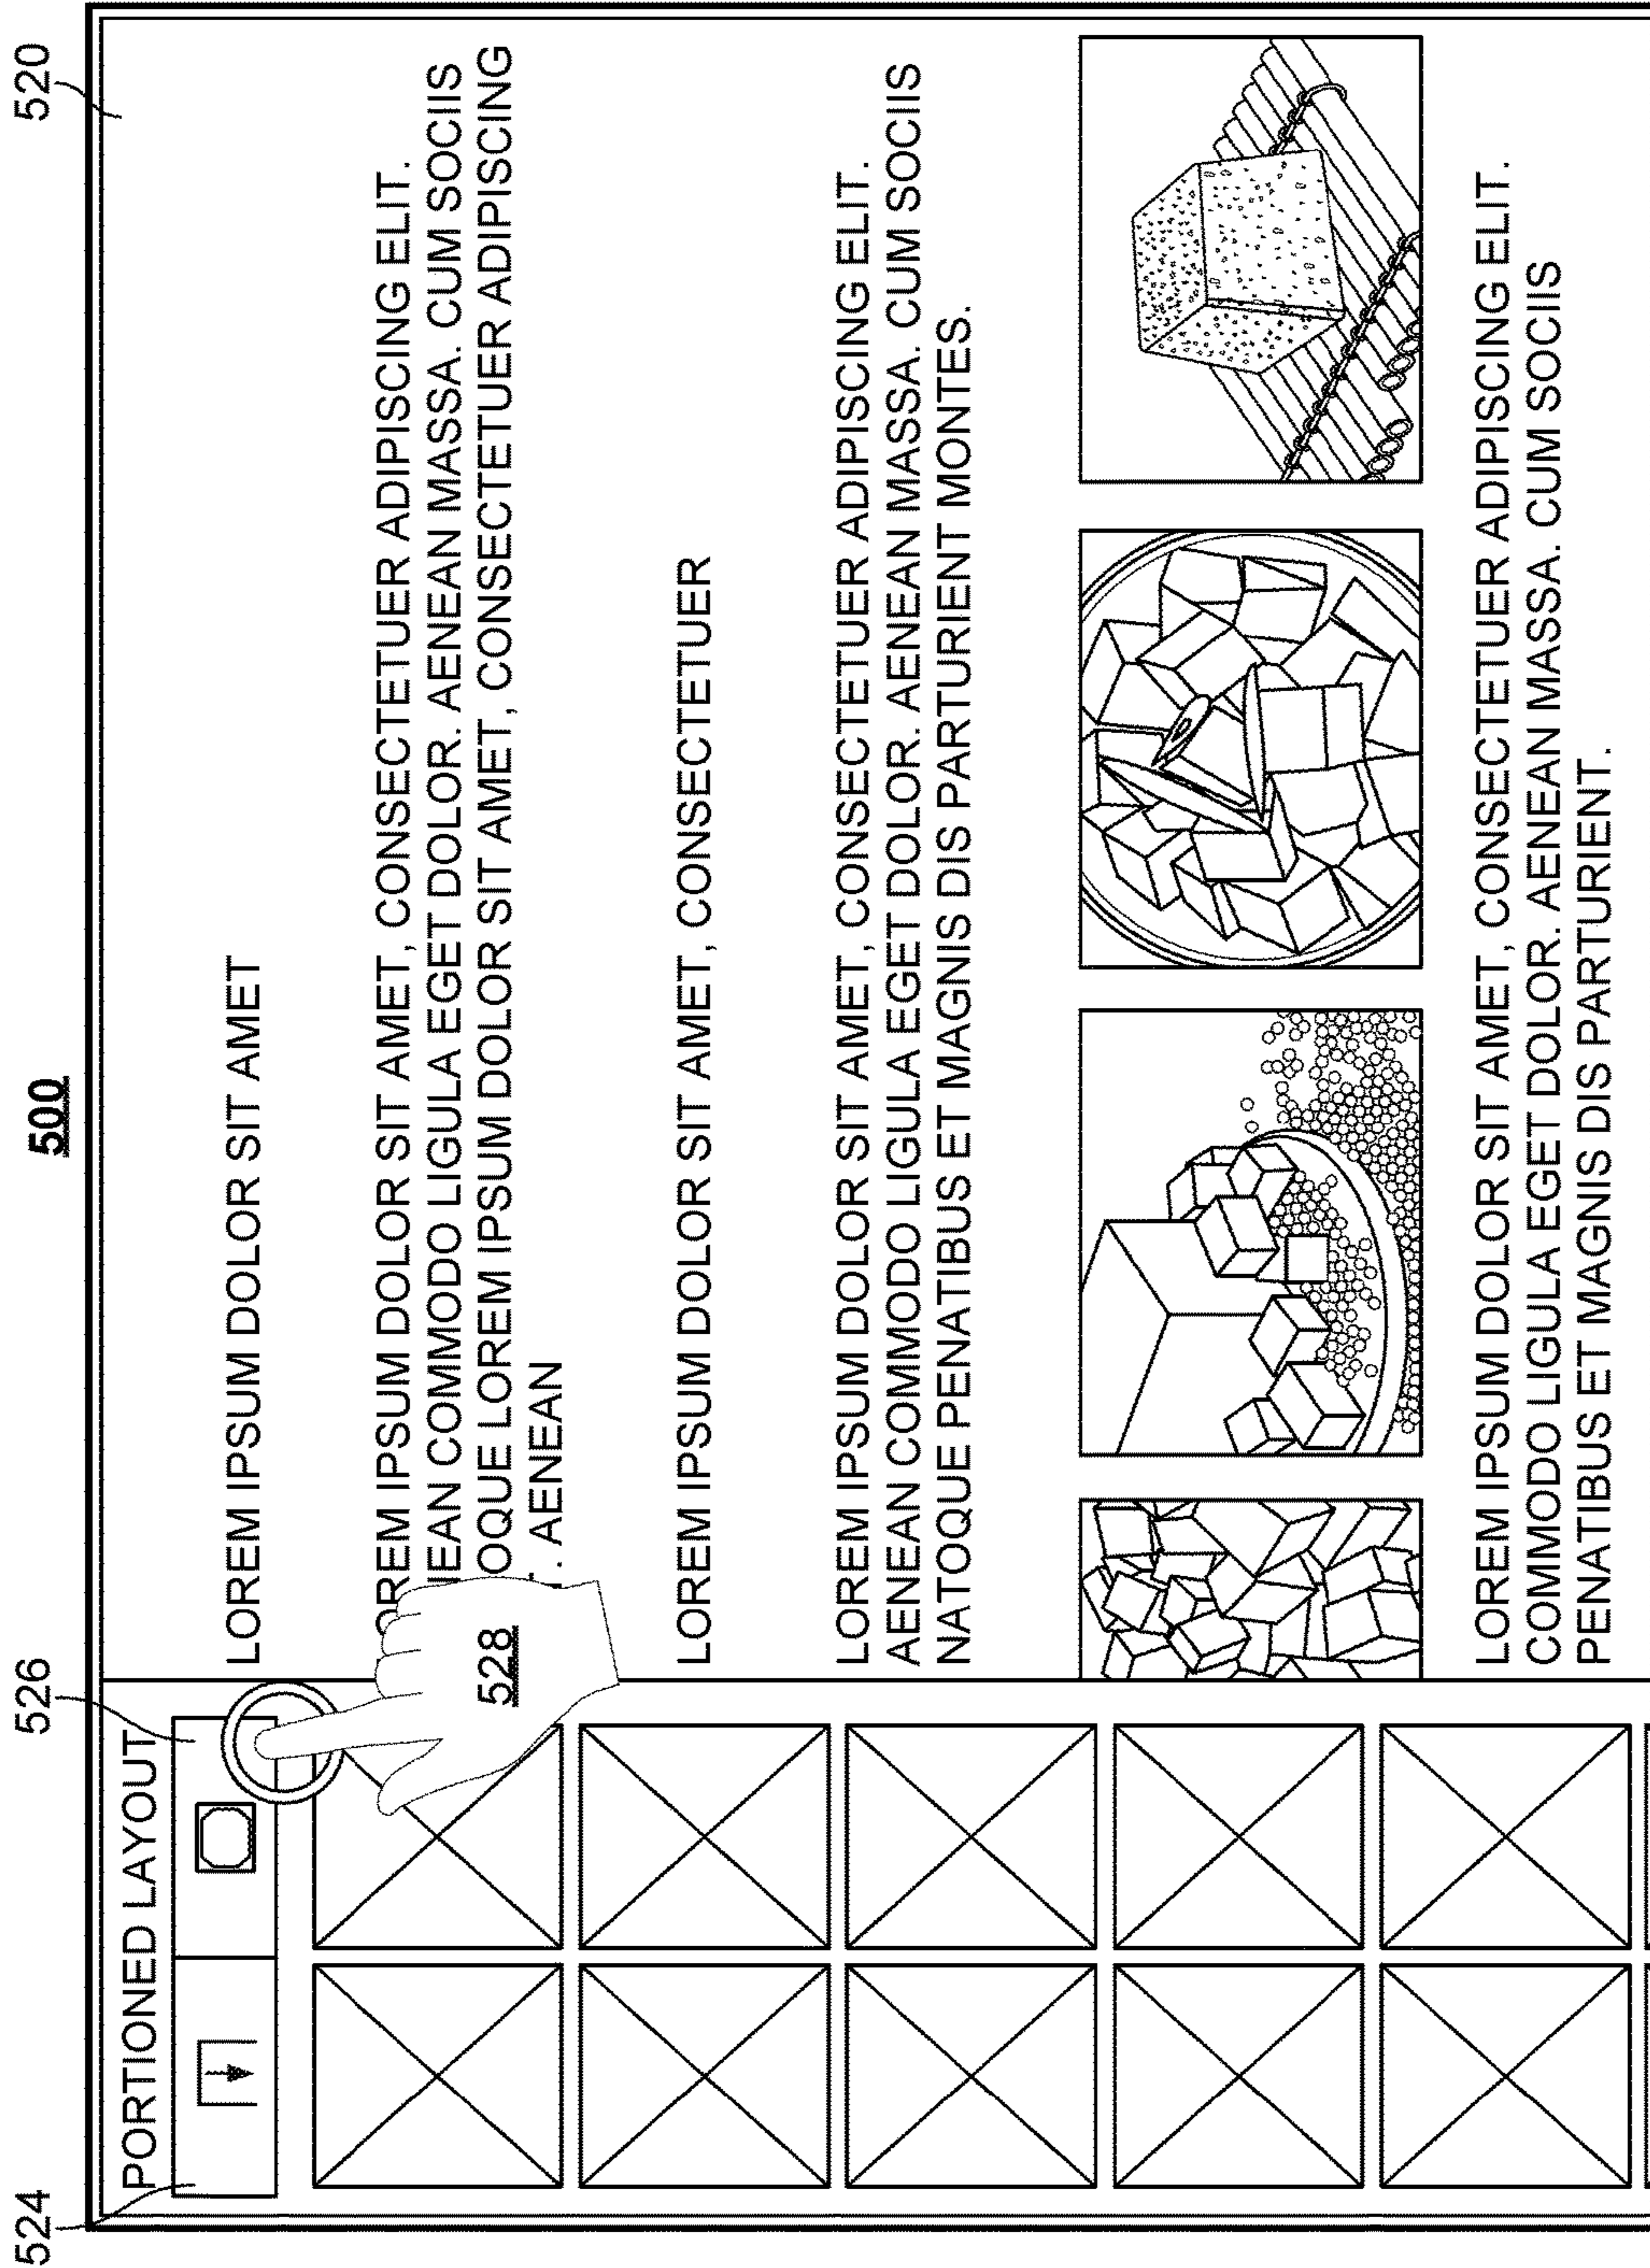 500
524
526
520
PORTIONED LAYOUT
528
LOREM IPSUM DOLOR SIT AMET
OREM IPSUM DOLOR SIT AMET, CONSECTETUER ADIPISCING ELIT.
NEAN COMMODO LIGULA EGET DOLOR. AENEAN MASSA. CUM SOCIIS
OQUE LOREM IPSUM DOLOR SIT AMET, CONSECTETUER ADIPISCING
. AENEAN
LOREM IPSUM DOLOR SIT AMET, CONSECTETUER
LOREM IPSUM DOLOR SIT AMET, CONSECTETUER ADIPISCING ELIT.
AENEAN COMMODO LIGULA EGET DOLOR. AENEAN MASSA. CUM SOCIIS
NATOQUE PENATIBUS ET MAGNIS DIS PARTURIENT MONTES.
LOREM IPSUM DOLOR SIT AMET, CONSECTETUER ADIPISCING ELIT.
COMMODO LIGULA EGET DOLOR. AENEAN MASSA. CUM SOCIIS
PENATIBUS ET MAGNIS DIS PARTURIENT.